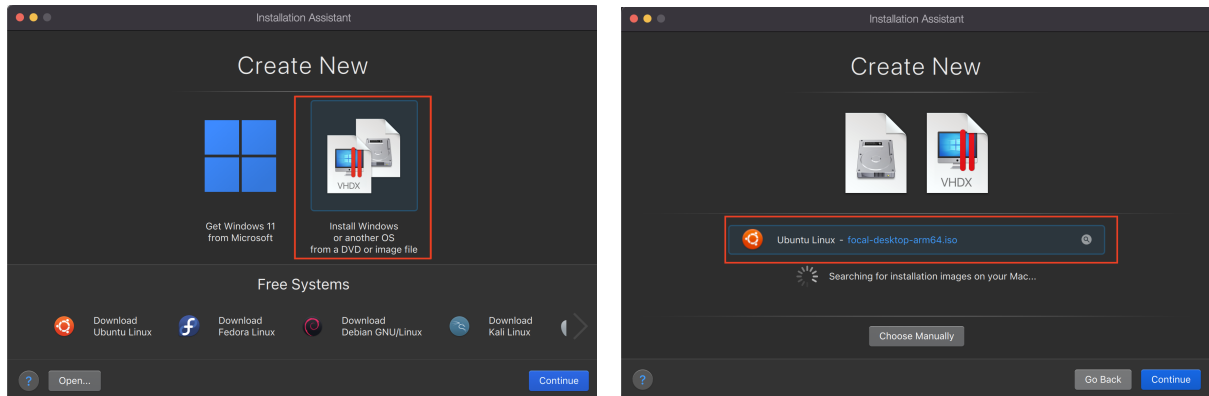 Installation Assistant
Create New
VHDX
Get Windows 11
from Microsoft
Install Windows
or another OS
from a DVD or image file
Free Systems
Download
Ubuntu Linux
Download
Fedora Linux
Download
Debian GNU/Linux
Download
Kali Linux
?
Open...
Continue
Installation Assistant
Create New
VHDX
Ubuntu Linux - focal-desktop-arm64.iso
Searching for installation images on your Mac...
Choose Manually
?
Go Back
Continue